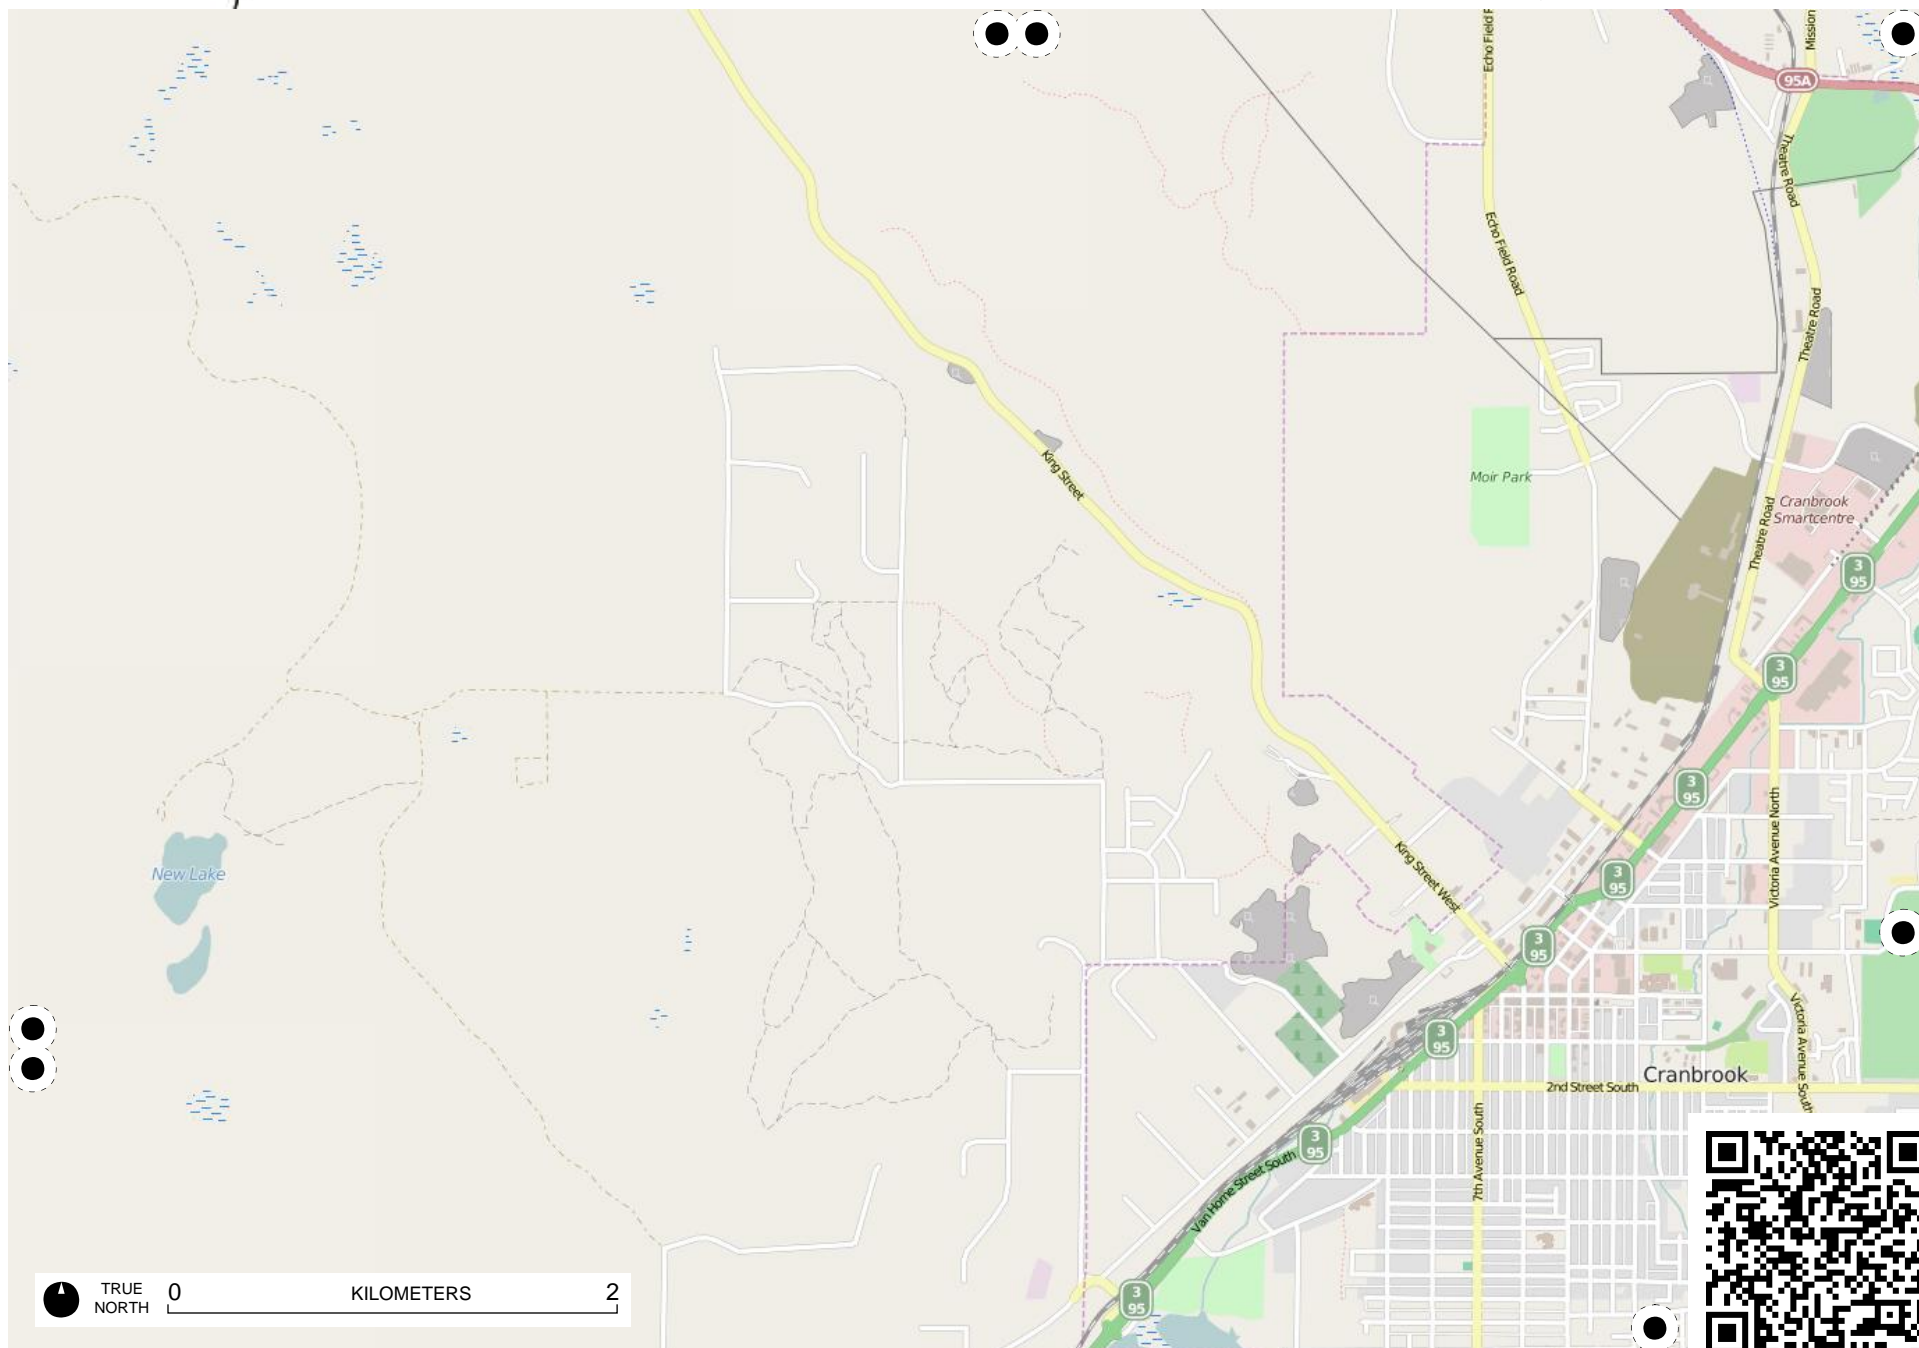 Echo Field
Mission
95A
Theatre Road
Echo Field Road
Theatre Road
King Street
Moir Park
Cranbrook
Smartcentre
Theatre Road
3
95
3
95
3
95
Victoria Avenue North
King Street West
New Lake
3
95
3
95
3
95
Victoria Avenue South
Cranbrook
2nd Street South
7th Avenue South
3
95
Van Horne Street South
3
95
TRUE
NORTH
0 KILOMETERS 2